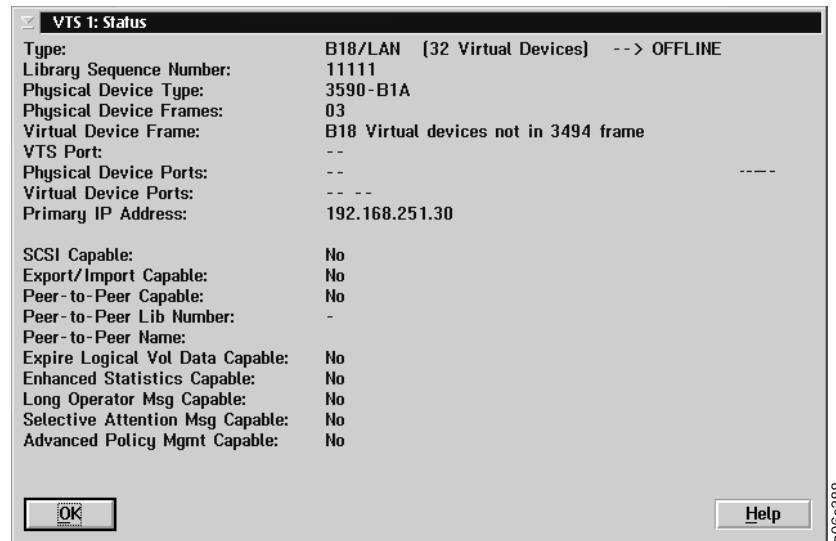 VTS 1: Status
Type: B18/LAN (32 Virtual Devices) --> OFFLINE
Library Sequence Number: 11111
Physical Device Type: 3590-B1A
Physical Device Frames: 03
Virtual Device Frame: B18 Virtual devices not in 3494 frame
VTS Port: --
Physical Device Ports: -- -----
Virtual Device Ports: -- --
Primary IP Address: 192.168.251.30
SCSI Capable: No
Export/Import Capable: No
Peer-to-Peer Capable: No
Peer-to-Peer Lib Number: -
Peer-to-Peer Name:
Expire Logical Vol Data Capable: No
Enhanced Statistics Capable: No
Long Operator Msg Capable: No
Selective Attention Msg Capable: No
Advanced Policy Mgmt Capable: No
OK Help